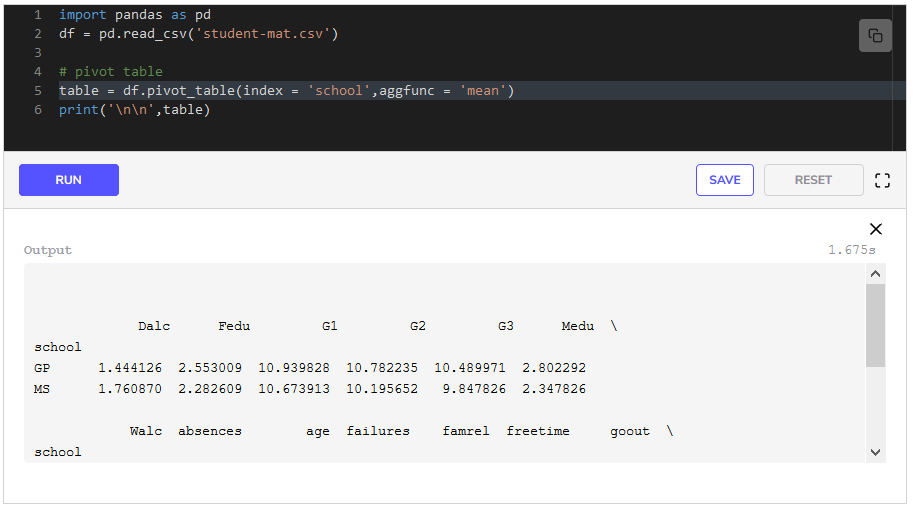 1 import pandas as pd
2 df = pd.read_csv('student-mat.csv')
3
4 # pivot table
5 table = df.pivot_table(index = 'school',aggfunc = 'mean')
6 print('\n\n',table)
RUN SAVE RESET
Output 1.675s
Dalc Fedu G1 G2 G3 Medu \
school
GP 1.444126 2.553009 10.939828 10.782235 10.489971 2.802292
MS 1.760870 2.282609 10.673913 10.195652 9.847826 2.347826
Walc absences age failures famrel freetime goout \
school